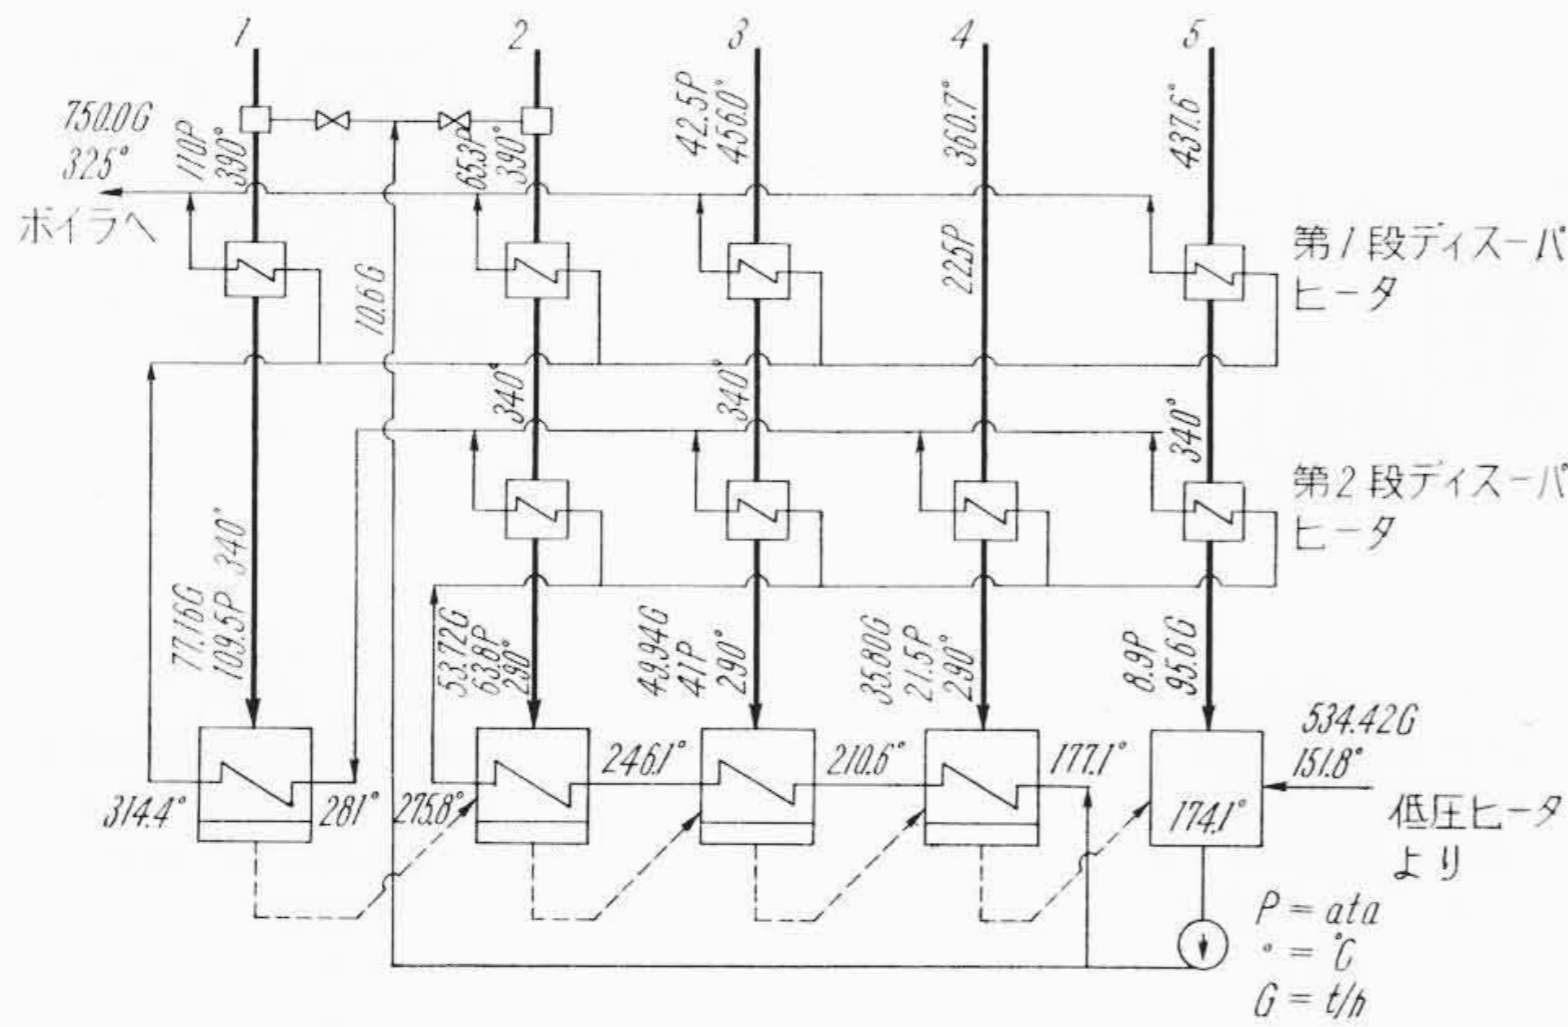 1
2
3
4
5
750.0G
325°
ボイラへ
110P
390°
65.3P
390°
42.5P
456.0°
360.7°
22.5P
437.6°
第1段ディスーパ
ヒータ
10.6G
340°
340°
340°
第2段ディスーパ
ヒータ
77.16G
109.5P 340°
53.72G
63.8P
290°
49.94G
41P
290°
35.80G
21.5P
290°
8.9P
95.6G
534.42G
151.8°
低圧ヒータ
より
314.4°
281°
275.8°
246.1°
210.6°
177.1°
174.1°
P = ata
° = °C
G = t/h